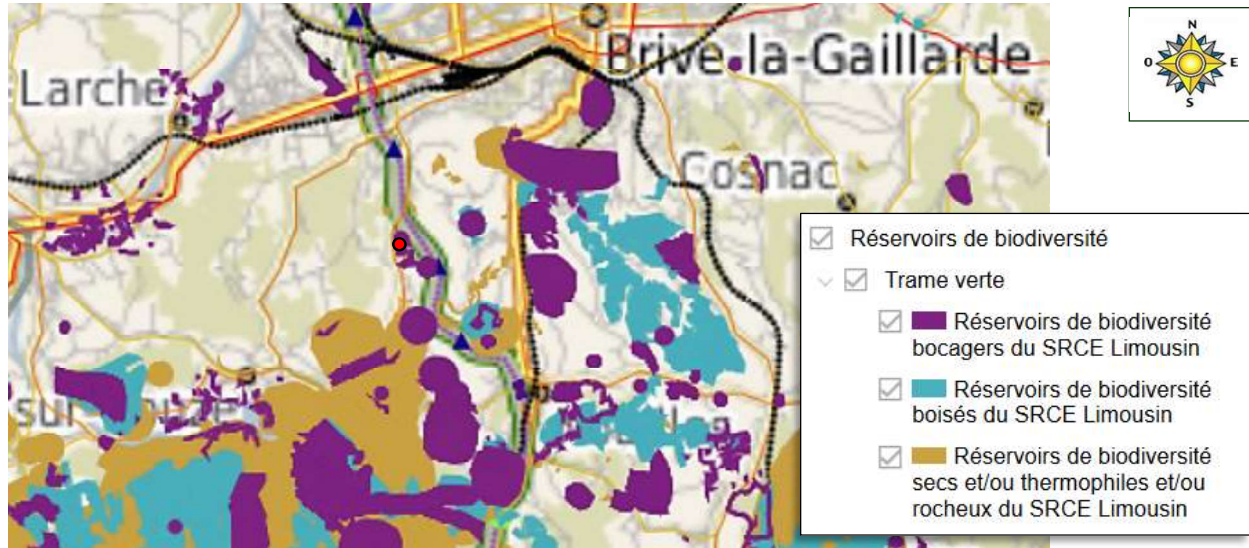 N
O
E
S
Brive-la-Gaillarde
Larche
Cosnac
Réservoirs de biodiversité
Trame verte
Réservoirs de biodiversité
bocagers du SRCE Limousin
Réservoirs de biodiversité
boisés du SRCE Limousin
Réservoirs de biodiversité
secs et/ou thermophiles et/ou
rocheux du SRCE Limousin
sur